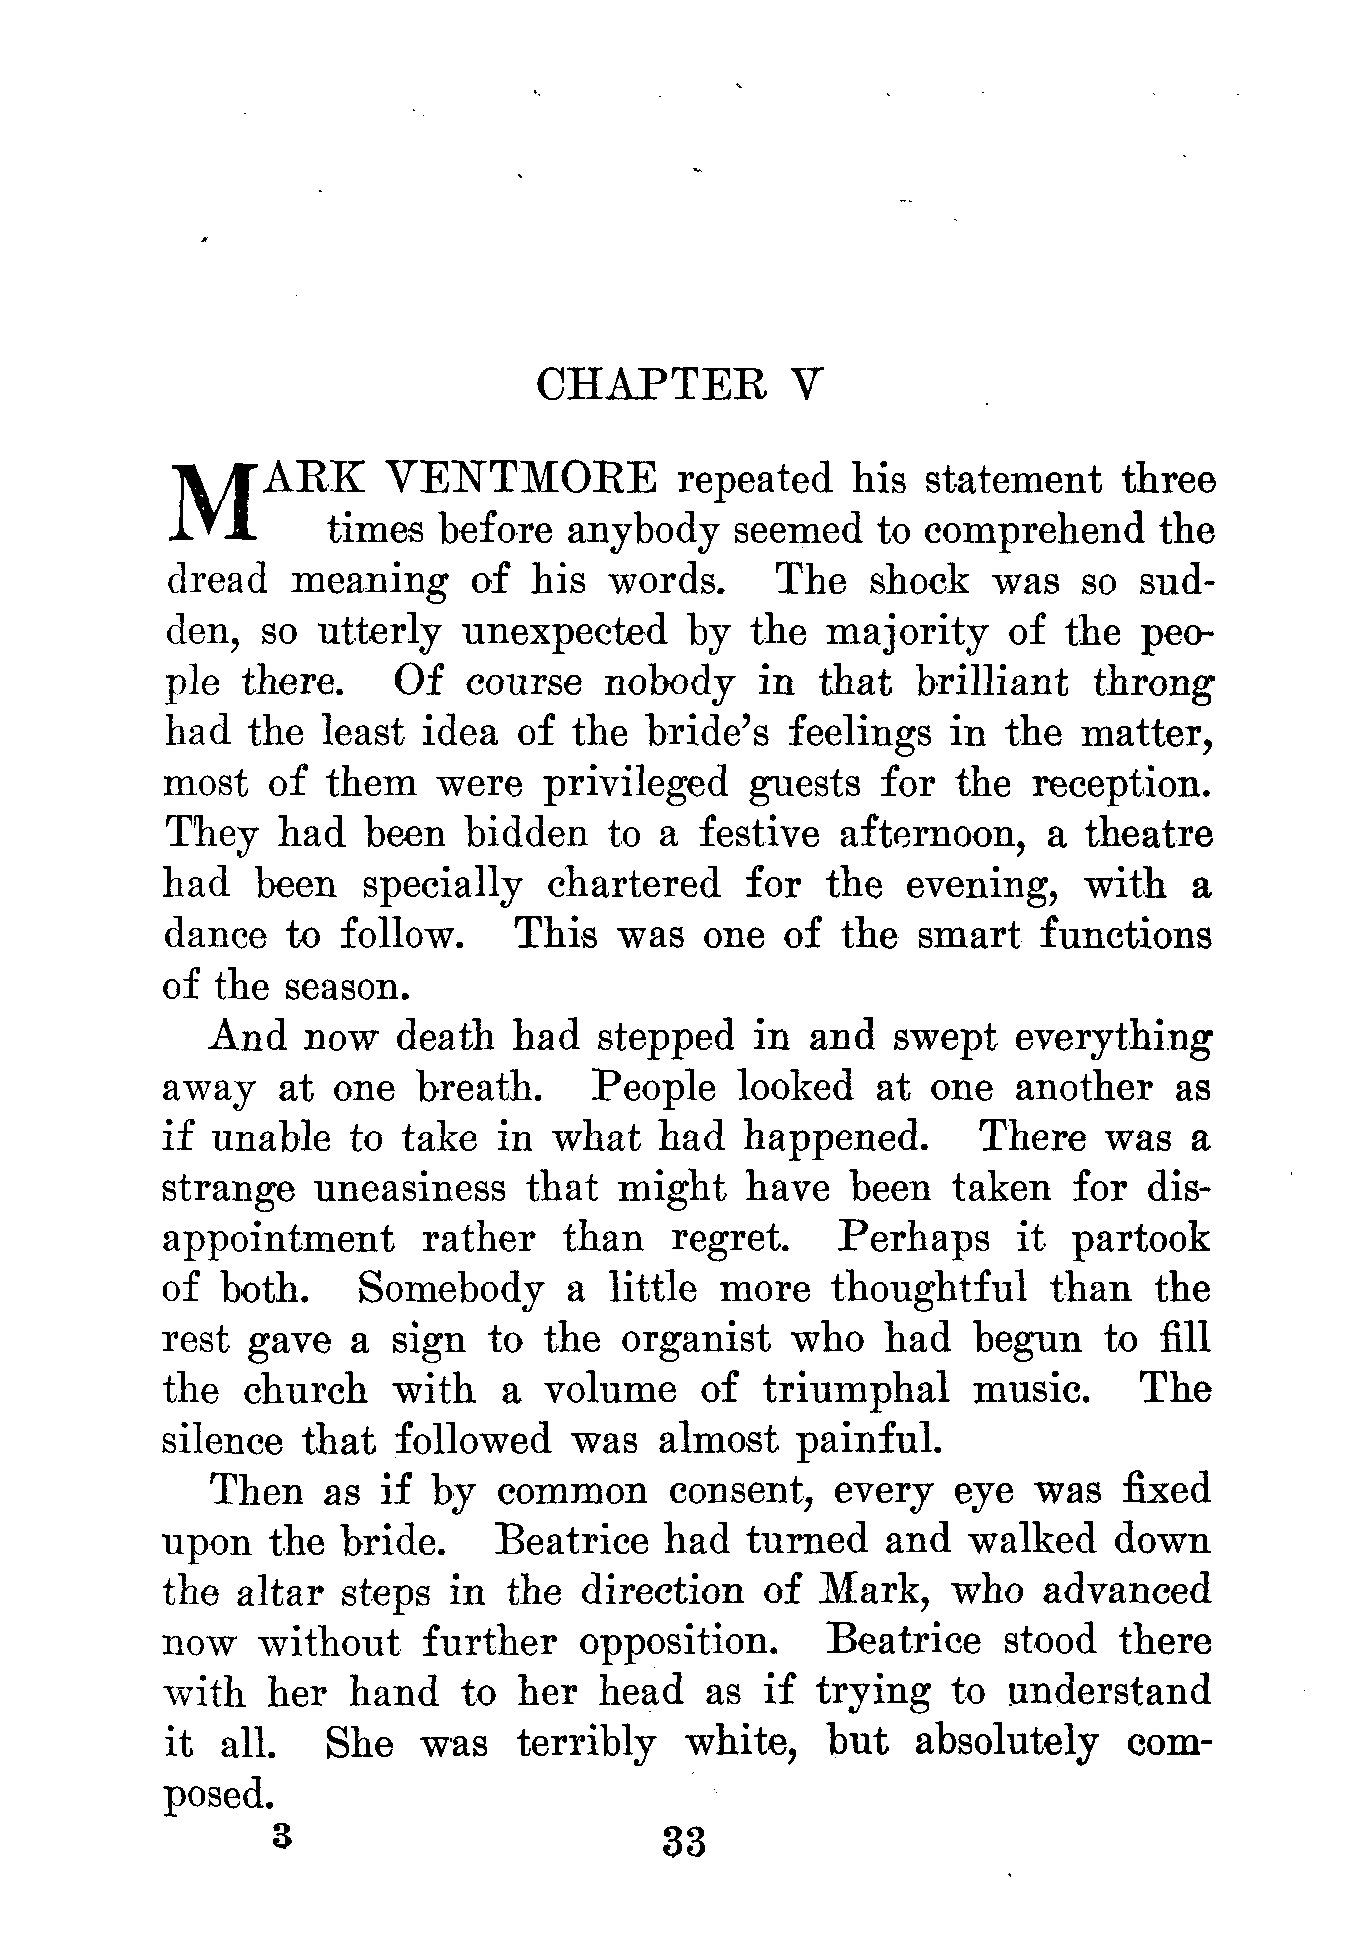 CHAPTER V
MARK VENTMORE repeated his statement three
times before anybody seemed to comprehend the
dread meaning of his words. The shock was so sud-
den, so utterly unexpected by the majority of the peo-
ple there. Of course nobody in that brilliant throng
had the least idea of the bride's feelings in the matter,
most of them were privileged guests for the reception.
They had been bidden to a festive afternoon, a theatre
had been specially chartered for the evening, with a
dance to follow. This was one of the smart functions
of the season.
And now death had stepped in and swept everything
away at one breath. People looked at one another as
if unable to take in what had happened. There was a
strange uneasiness that might have been taken for dis-
appointment rather than regret. Perhaps it partook
of both. Somebody a little more thoughtful than the
rest gave a sign to the organist who had begun to fill
the church with a volume of triumphal music. The
silence that followed was almost painful.
Then as if by common consent, every eye was fixed
upon the bride. Beatrice had turned and walked down
the altar steps in the direction of Mark, who advanced
now without further opposition. Beatrice stood there
with her hand to her head as if trying to understand
it all. She was terribly white, but absolutely com-
posed.
3 33